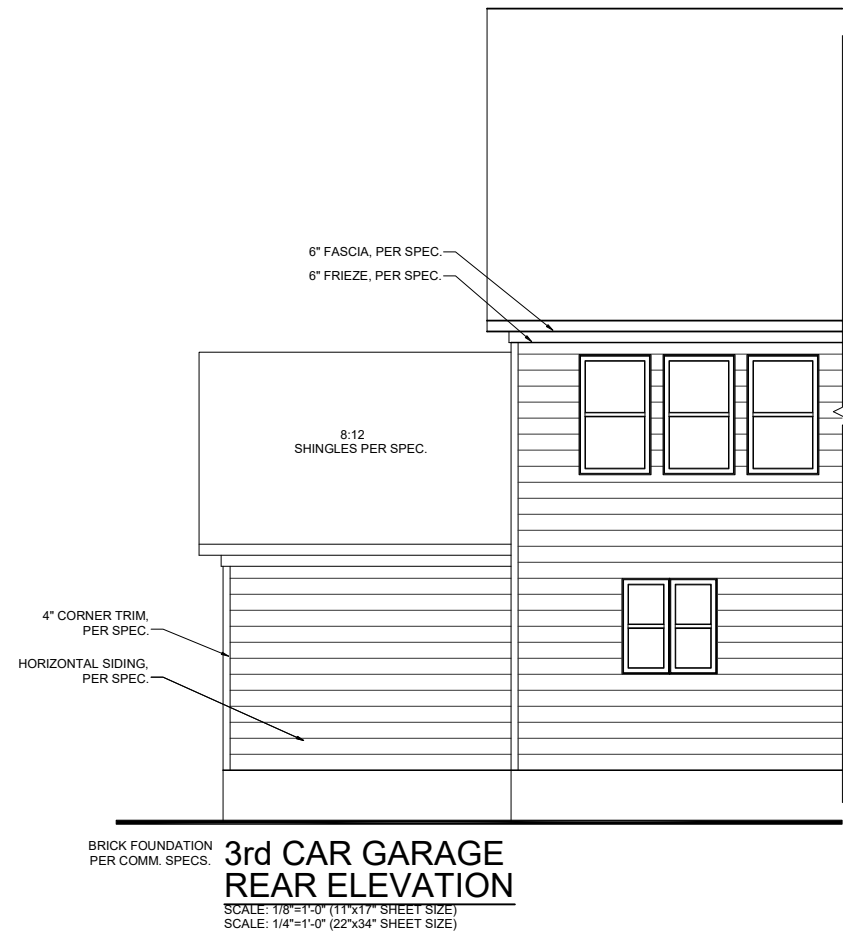 6" FASCIA, PER SPEC.
6" FRIEZE, PER SPEC.
8:12
SHINGLES PER SPEC.
4" CORNER TRIM,
PER SPEC.
HORIZONTAL SIDING,
PER SPEC.
BRICK FOUNDATION
PER COMM. SPECS.
3rd CAR GARAGE
REAR ELEVATION
SCALE: 1/8"=1'-0" (11"x17" SHEET SIZE)
SCALE: 1/4"=1'-0" (22"x34" SHEET SIZE)